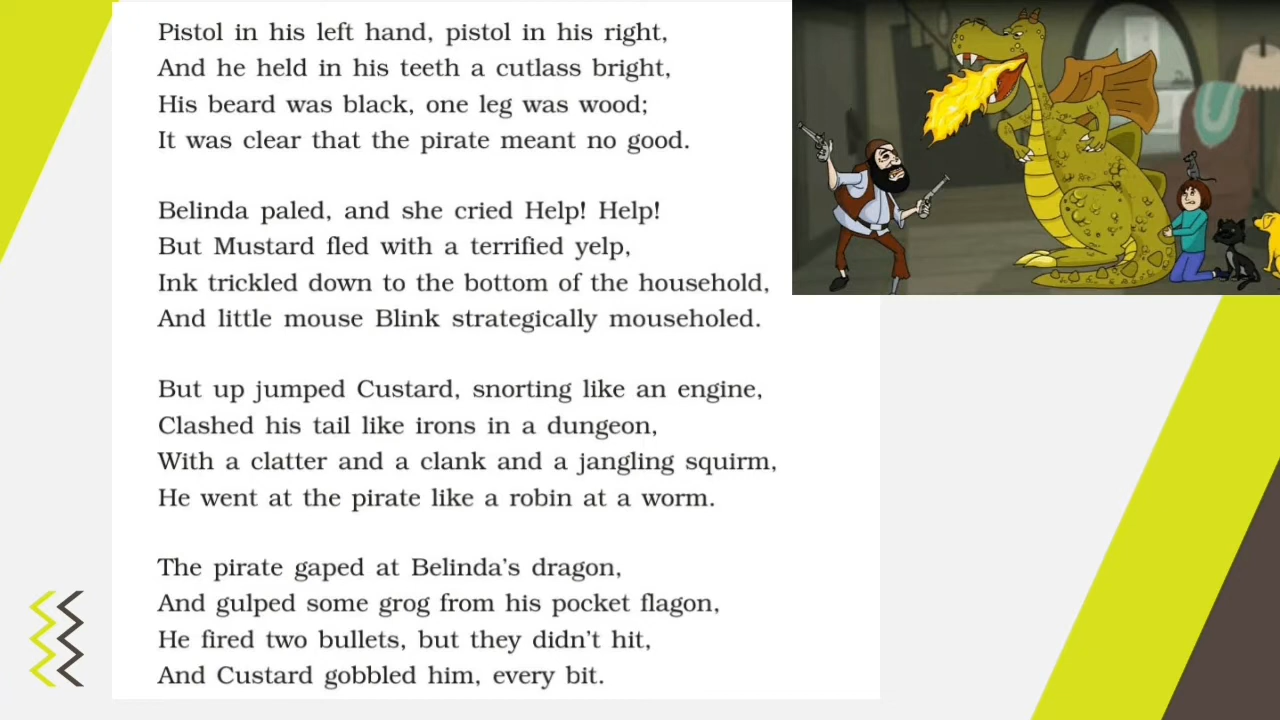 Pistol in his left hand, pistol in his right,
And he held in his teeth a cutlass bright,
His beard was black, one leg was wood;
It was clear that the pirate meant no good.
Belinda paled, and she cried Help! Help!
But Mustard fled with a terrified yelp,
Ink trickled down to the bottom of the household,
And little mouse Blink strategically mouseholed.
But up jumped Custard, snorting like an engine,
Clashed his tail like irons in a dungeon,
With a clatter and a clank and a jangling squirm,
He went at the pirate like a robin at a worm.
The pirate gaped at Belinda’s dragon,
And gulped some grog from his pocket flagon,
He fired two bullets, but they didn’t hit,
And Custard gobbled him, every bit.